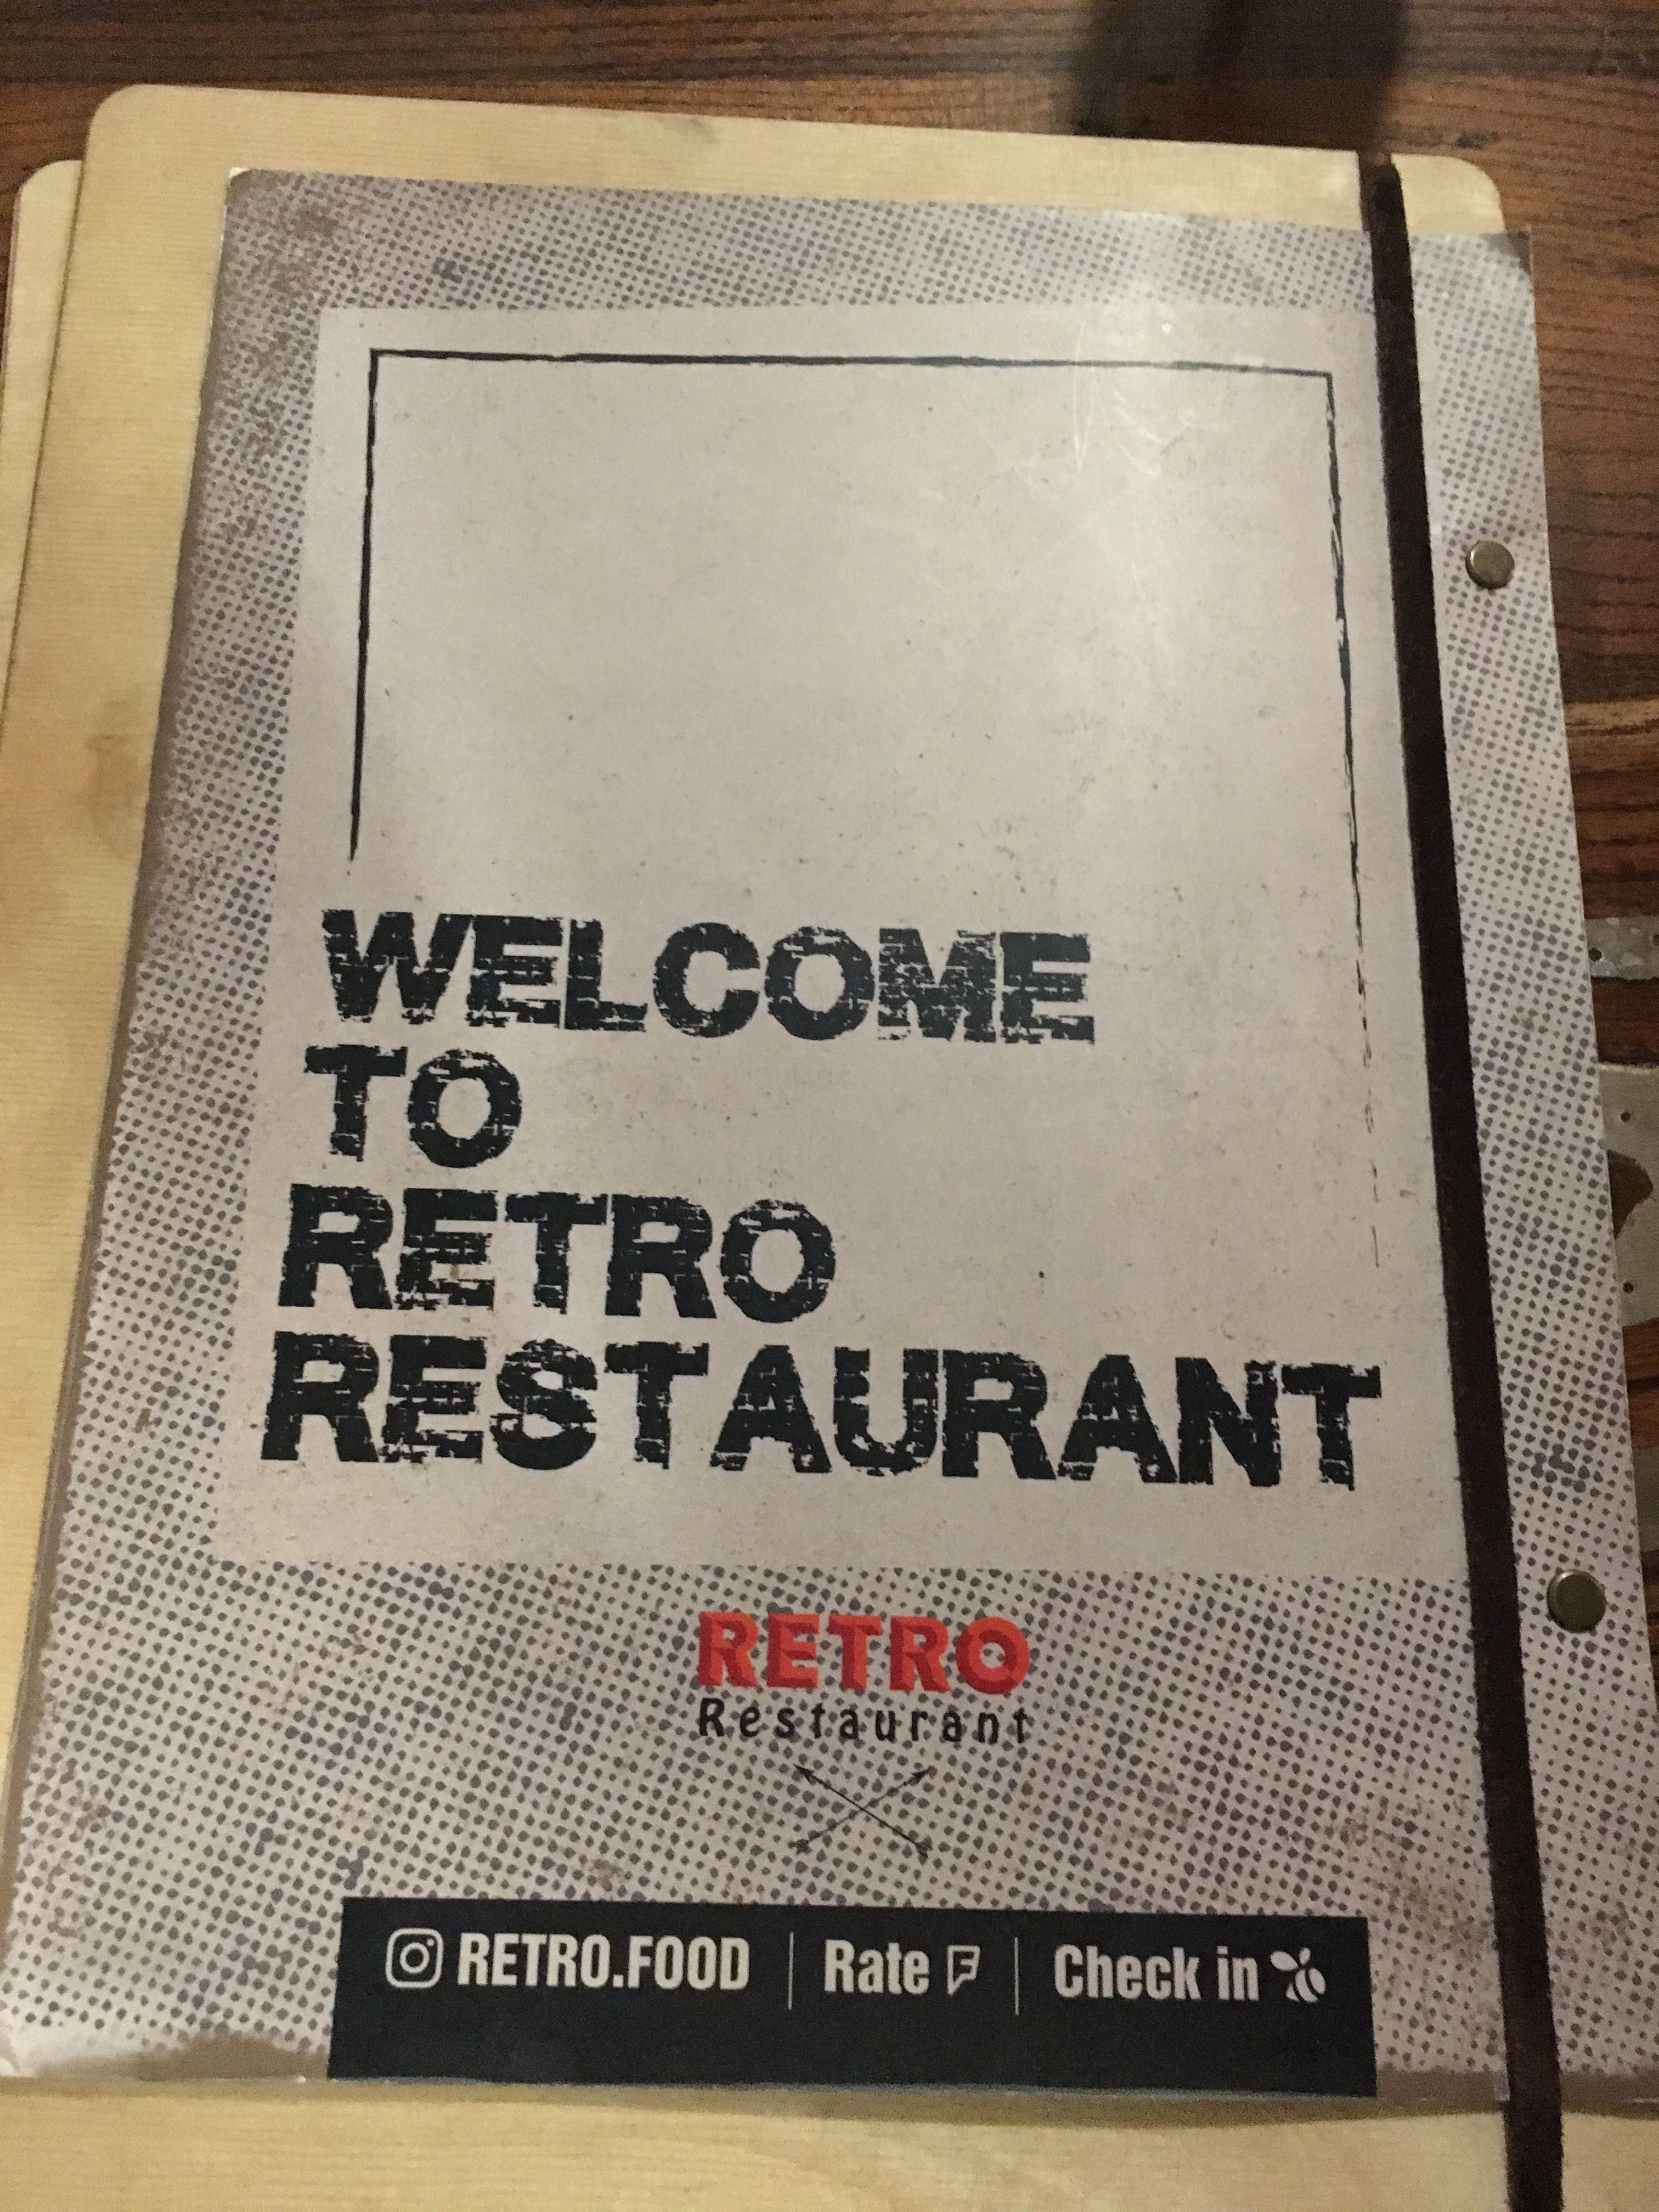 WELCOME
TO
RETRO
RESTAURANT
RETRO
Restaurant
RETRO.FOOD | Rate | Check in